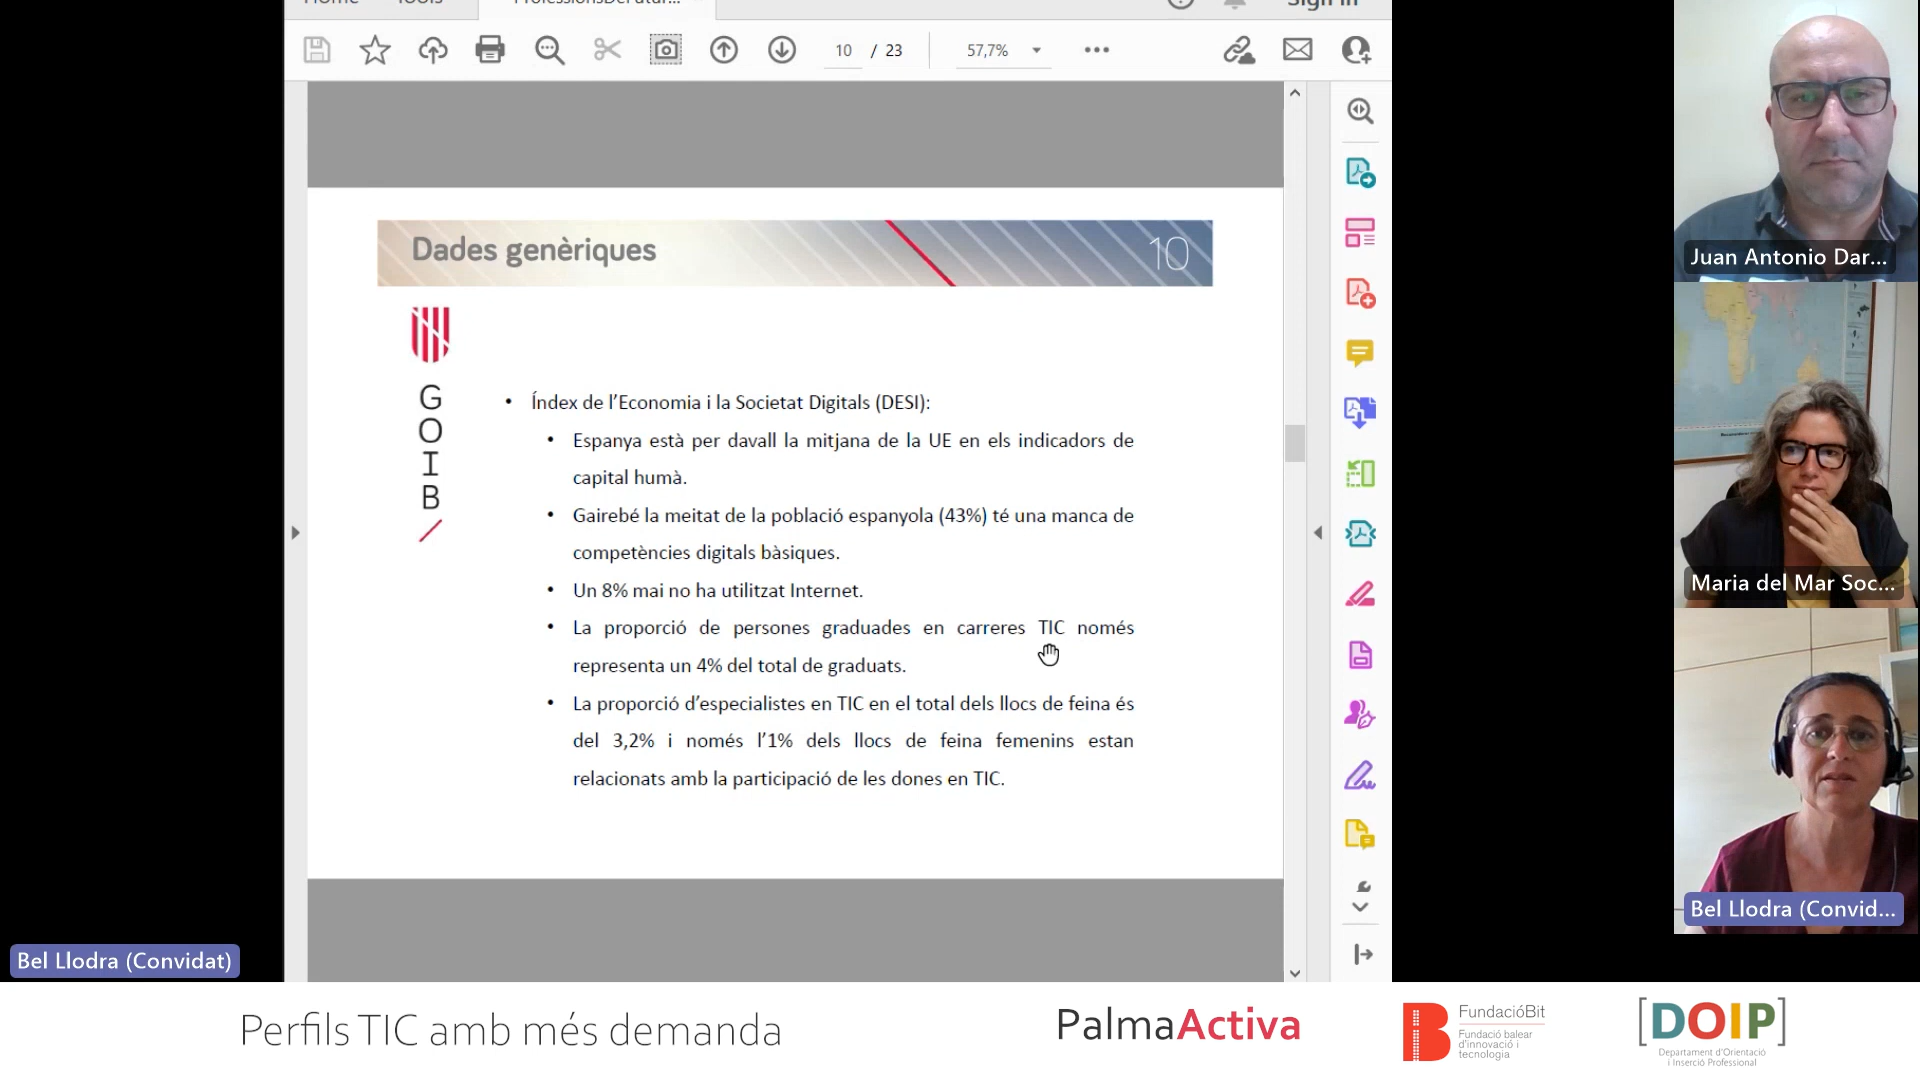 Sign in
10 / 23
57,7%
Dades genèriques
10
G
O
I
B
• Índex de l'Economia i la Societat Digitals (DESI):
• Espanya està per davall la mitjana de la UE en els indicadors de
capital humà.
• Gairebé la meitat de la població espanyola (43%) té una manca de
competències digitals bàsiques.
• Un 8% mai no ha utilitzat Internet.
• La proporció de persones graduades en carreres TIC només
representa un 4% del total de graduats.
• La proporció d'especialistes en TIC en el total dels llocs de feina és
del 3,2% i només l'1% dels llocs de feina femenins estan
relacionats amb la participació de les dones en TIC.
Juan Antonio Dar...
Maria del Mar Soc...
Bel Llodra (Convid...
Bel Llodra (Convidat)
Perfils TIC amb més demanda
PalmaActiva
FundacióBit
Fundació balear
d'innovació i
tecnologia
[DOIP]
Departament d'Orientació
i Inserció Professional